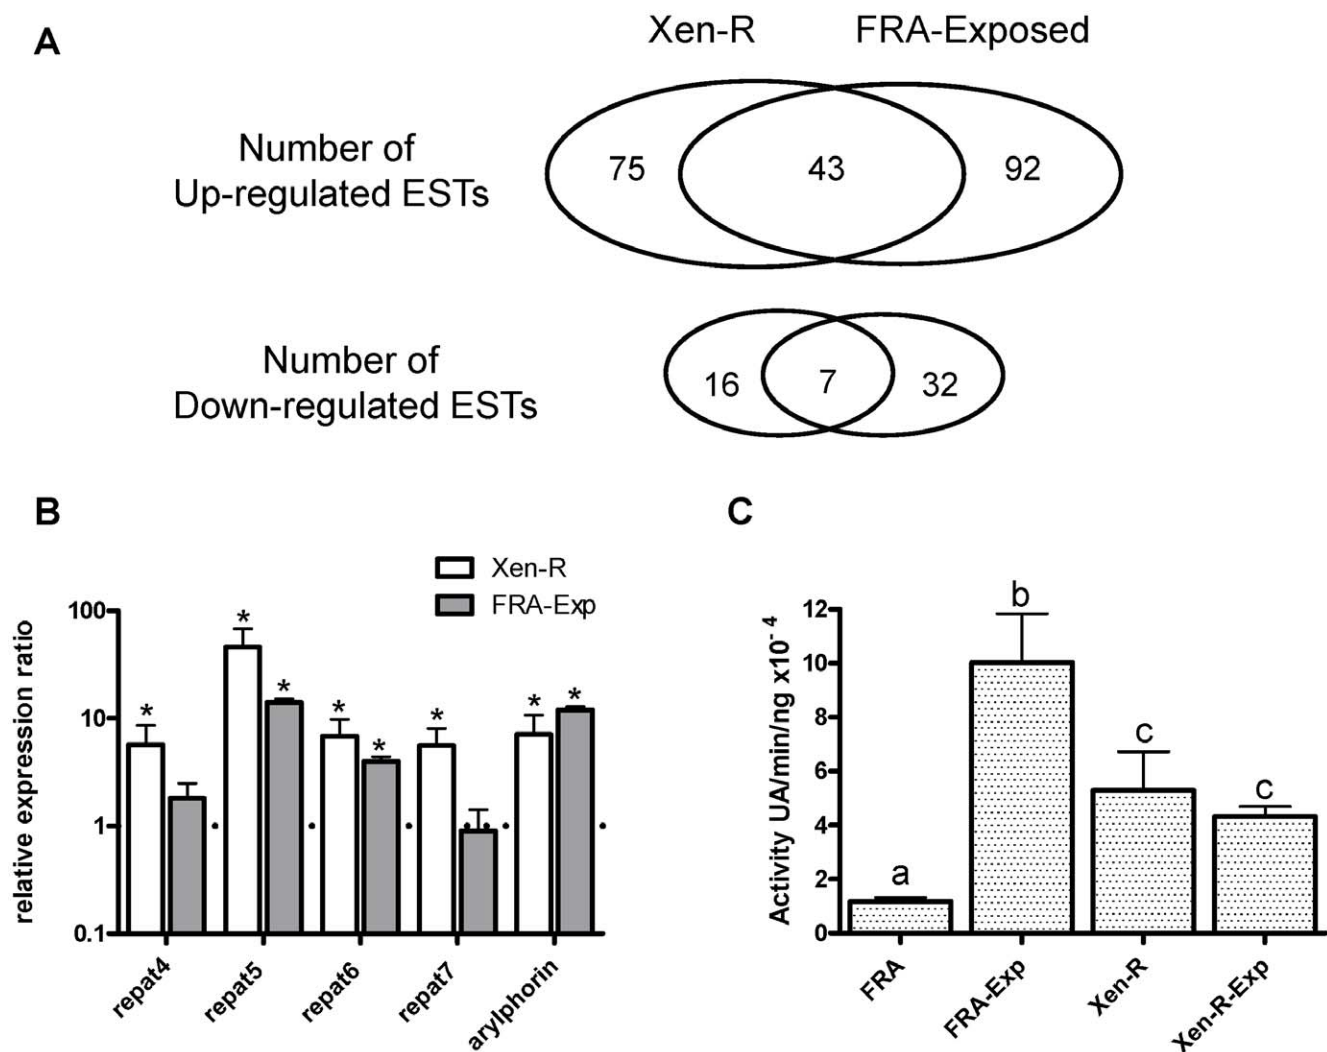 A
Xen-R FRA-Exposed
Number of
Up-regulated ESTs
75 43 92
Number of
Down-regulated ESTs
16 7 32
B
Xen-R
FRA-Exp
relative expression ratio
100
10
1
0.1
* * * * * * * *
repat4
repat5
repat6
repat7
arylphorin
C
Activity UA/min/ng x10⁻⁴
12
10
8
6
4
2
0
a
b
c
c
FRA
FRA-Exp
Xen-R
Xen-R-Exp